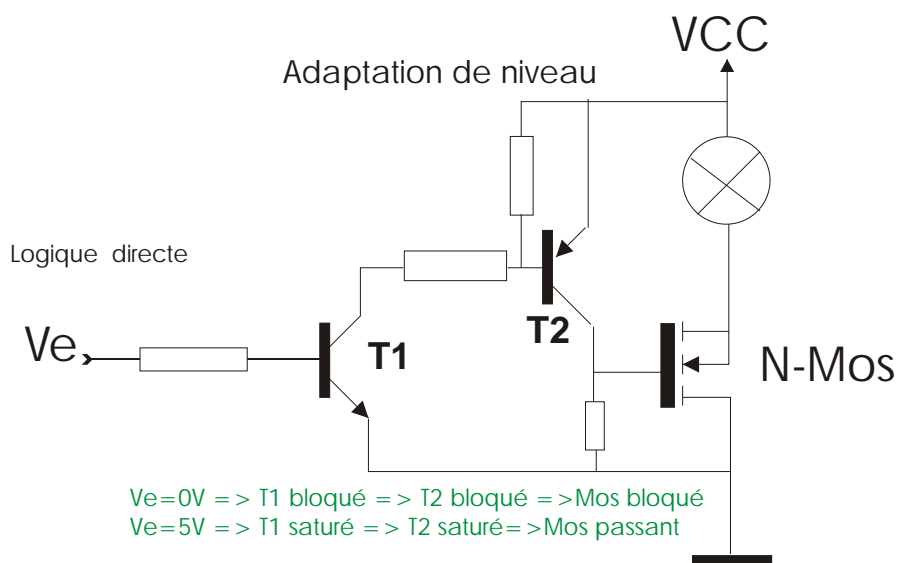 VCC
Adaptation de niveau
Logique directe
Ve
T1
T2
N-Mos
Ve=0V => T1 bloqué => T2 bloqué =>Mos bloqué
Ve=5V => T1 saturé => T2 saturé=>Mos passant